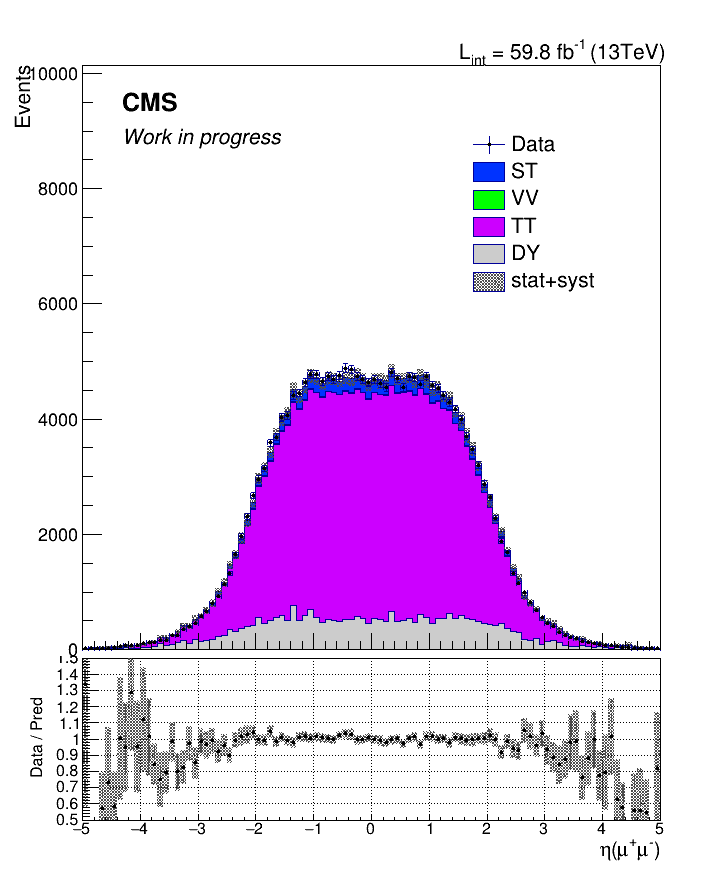 L_int = 59.8 fb^-1 (13TeV)
Events
10000
CMS
Work in progress
Data
ST
VV
TT
DY
stat+syst
8000
6000
4000
2000
0
Data / Pred
1.5
1.4
1.3
1.2
1.1
1
0.9
0.8
0.7
0.6
0.5
−5 −4 −3 −2 −1 0 1 2 3 4 5
η(μ⁺μ⁻)